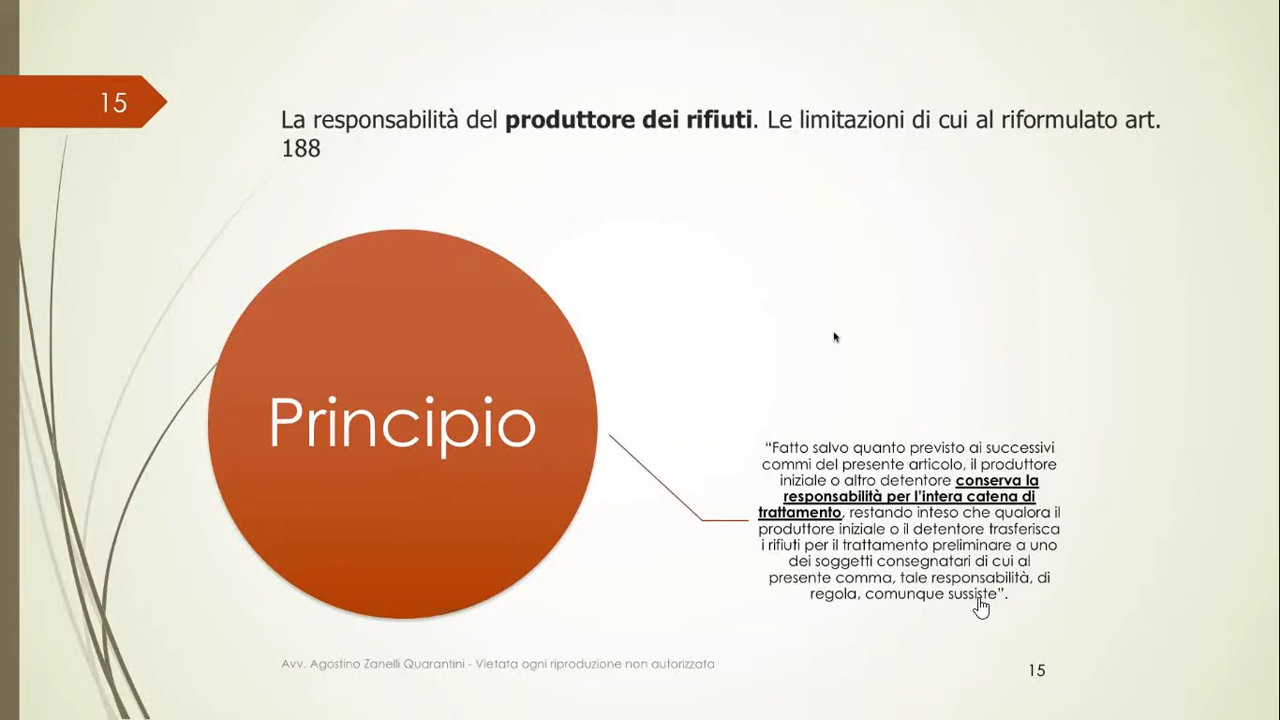 15
La responsabilità del produttore dei rifiuti. Le limitazioni di cui al riformulato art.
188
Principio
“Fatto salvo quanto previsto ai successivi
commi del presente articolo, il produttore
iniziale o altro detentore conserva la
responsabilità per l'intera catena di
trattamento, restando inteso che qualora il
produttore iniziale o il detentore trasferisca
i rifiuti per il trattamento preliminare a uno
dei soggetti consegnatari di cui al
presente comma, tale responsabilità, di
regola, comunque sussiste”.
Avv. Agostino Zanelli Quarantini - Vietata ogni riproduzione non autorizzata
15